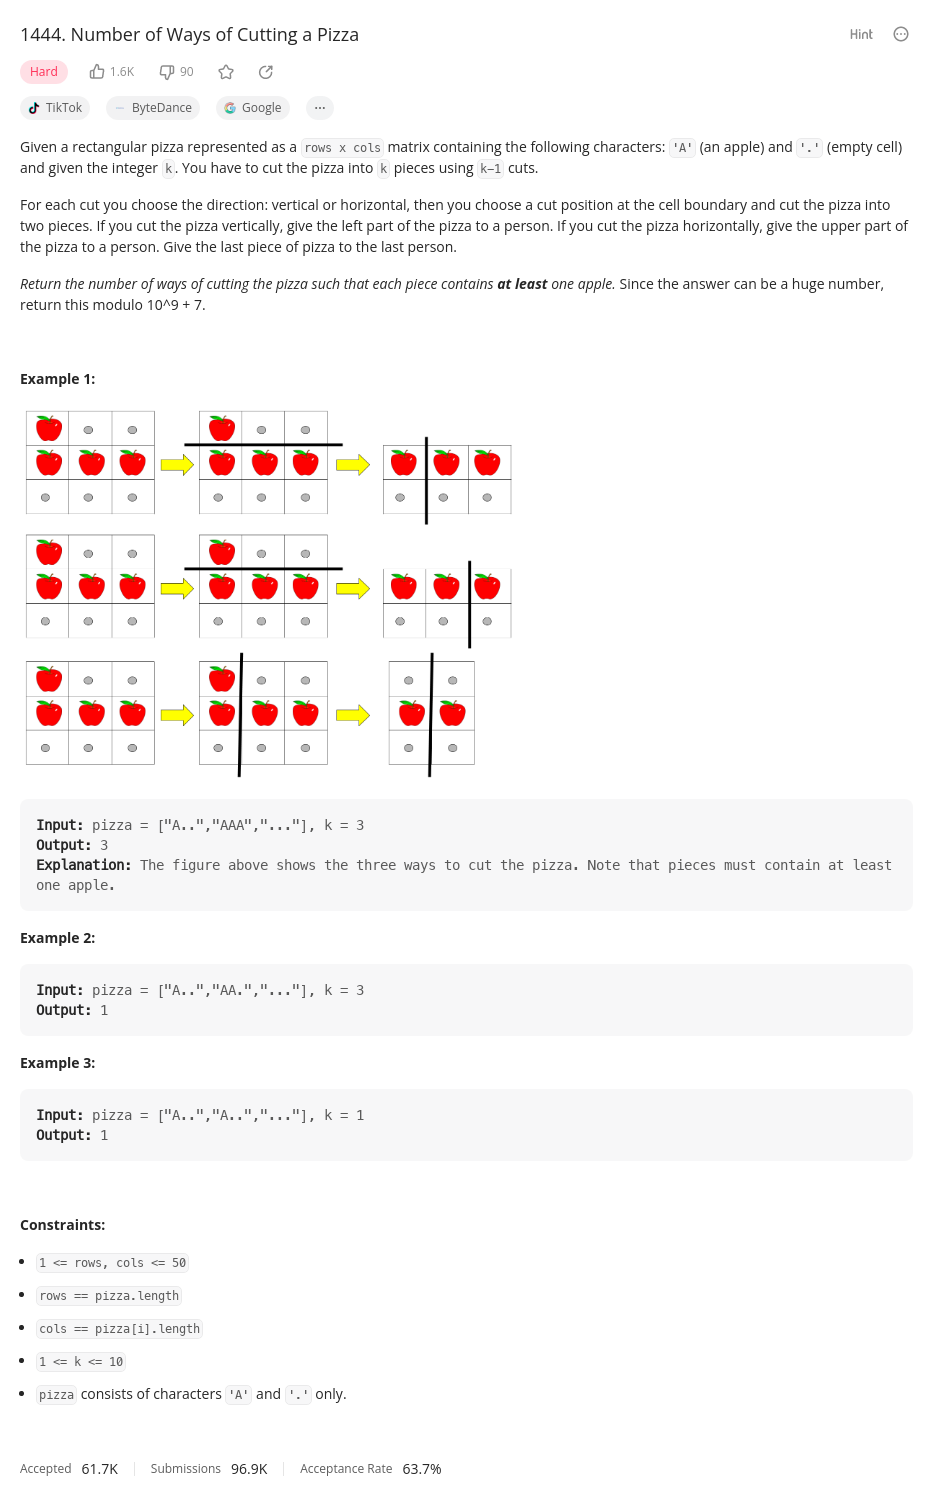 1444. Number of Ways of Cutting a Pizza
Hint
Hard
1.6K
90
TikTok
ByteDance
Google
Given a rectangular pizza represented as a rows x cols matrix containing the following characters: 'A' (an apple) and '.' (empty cell)
and given the integer k. You have to cut the pizza into k pieces using k-1 cuts.
For each cut you choose the direction: vertical or horizontal, then you choose a cut position at the cell boundary and cut the pizza into
two pieces. If you cut the pizza vertically, give the left part of the pizza to a person. If you cut the pizza horizontally, give the upper part of
the pizza to a person. Give the last piece of pizza to the last person.
Return the number of ways of cutting the pizza such that each piece contains at least one apple. Since the answer can be a huge number,
return this modulo 10^9 + 7.
Example 1:
Input: pizza = ["A..","AAA","..."], k = 3
Output: 3
Explanation: The figure above shows the three ways to cut the pizza. Note that pieces must contain at least
one apple.
Example 2:
Input: pizza = ["A..","AA.","..."], k = 3
Output: 1
Example 3:
Input: pizza = ["A..","A..","..."], k = 1
Output: 1
Constraints:
• 1 <= rows, cols <= 50
• rows == pizza.length
• cols == pizza[i].length
• 1 <= k <= 10
• pizza consists of characters 'A' and '.' only.
Accepted 61.7K
Submissions 96.9K
Acceptance Rate 63.7%